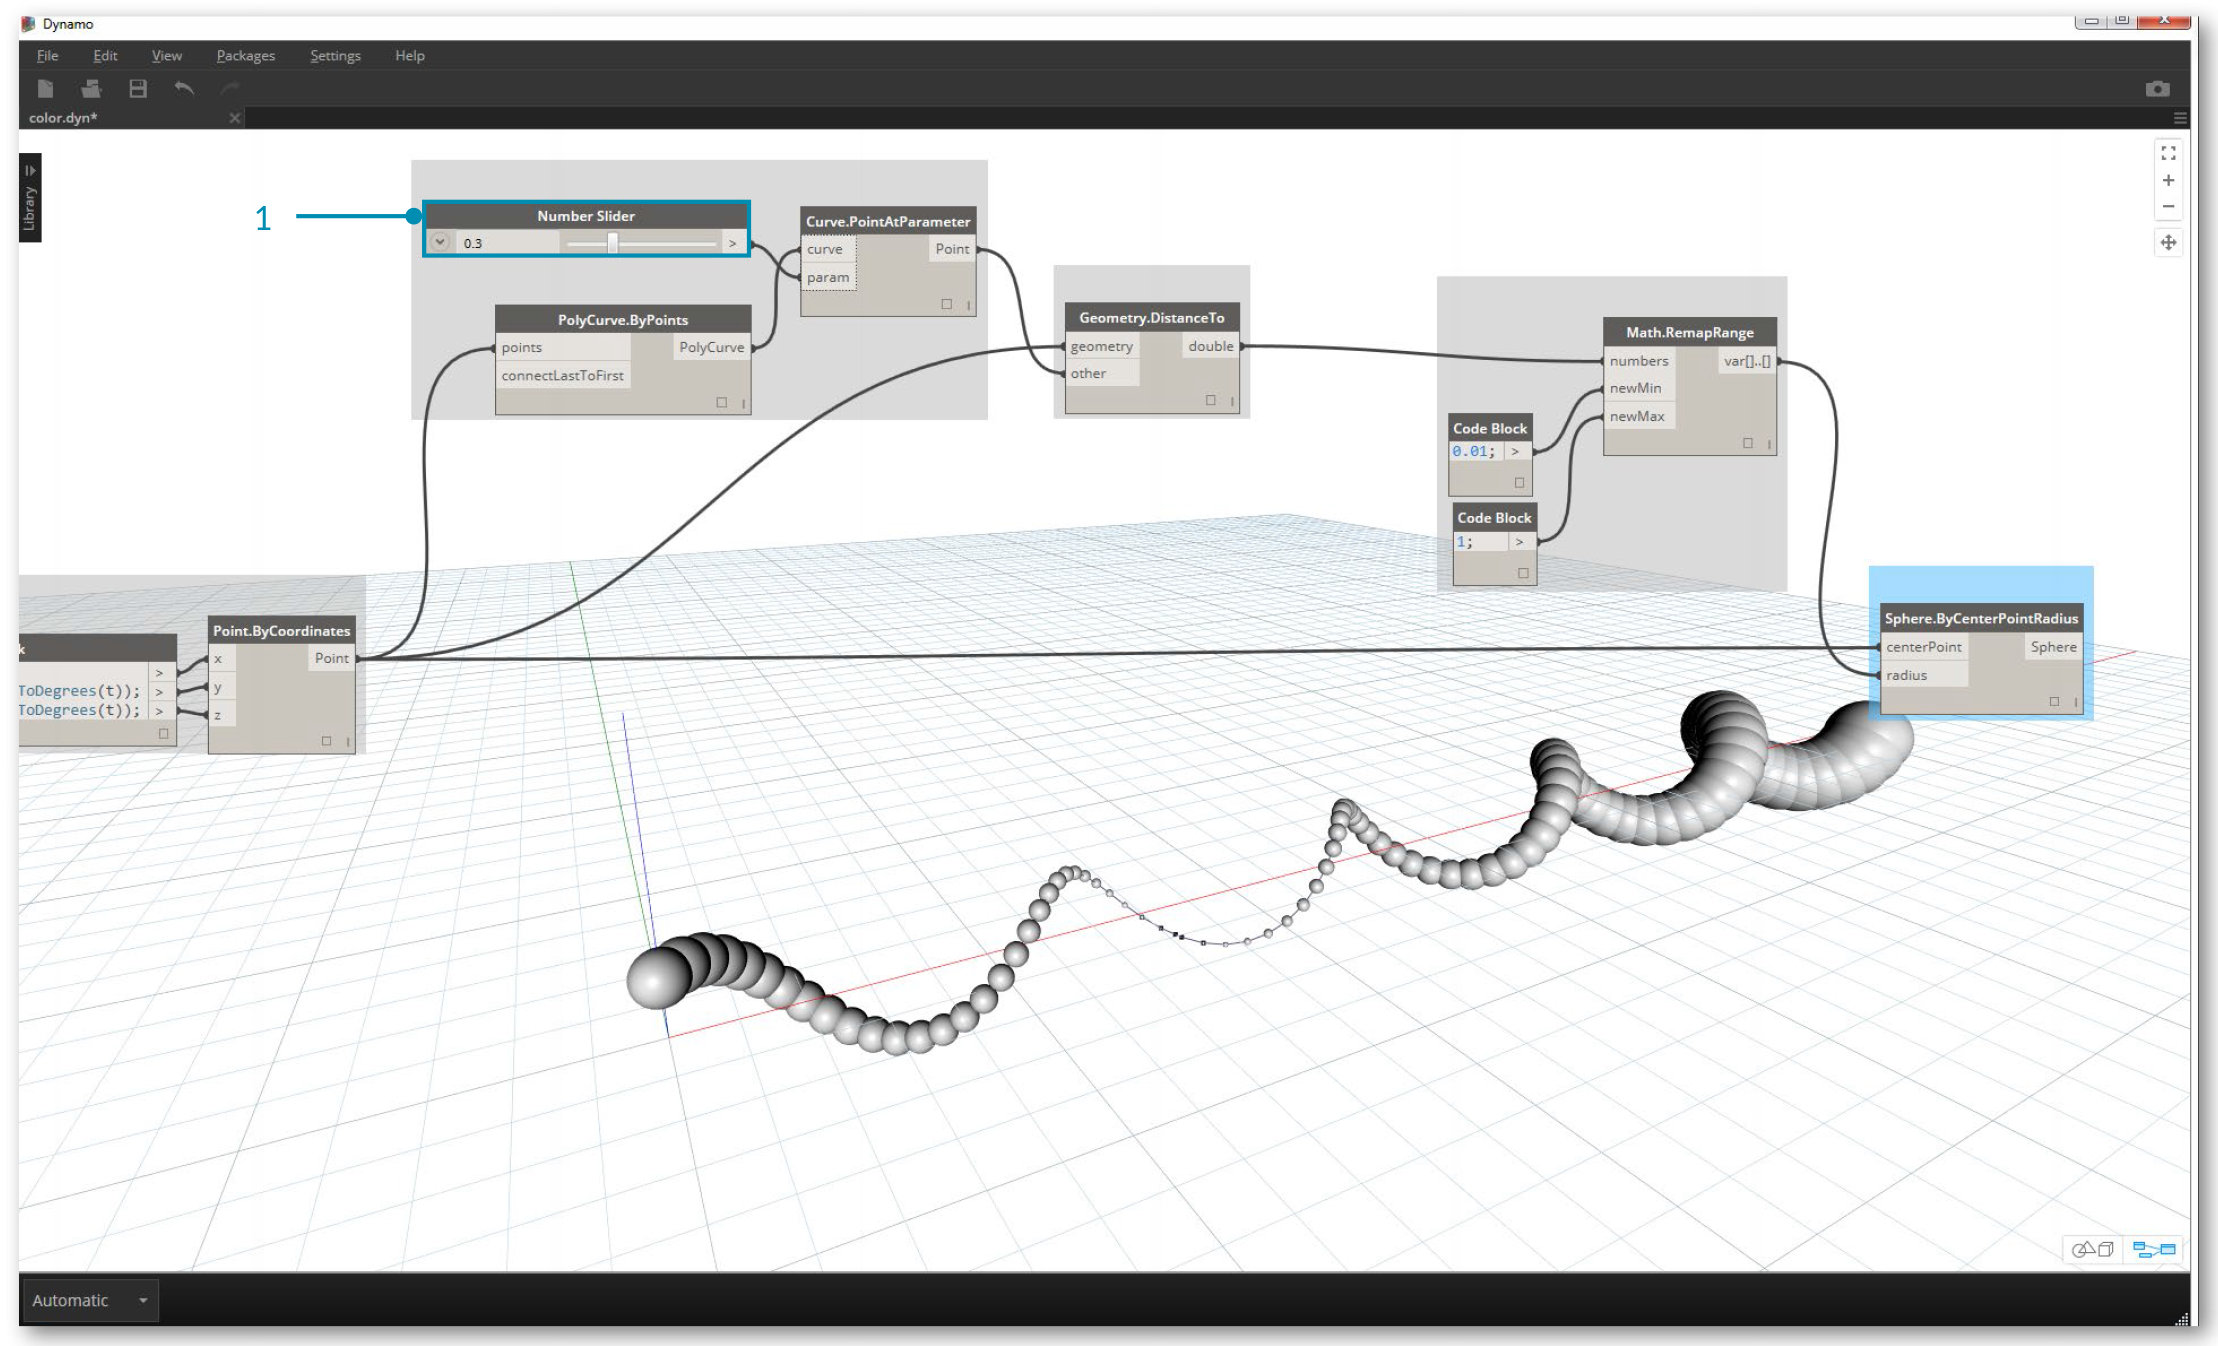 Dynamo
File Edit View Packages Settings Help
color.dyn*
Library
1
Number Slider
0.3 >
Curve.PointAtParameter
curve Point
param
PolyCurve.ByPoints
points PolyCurve
connectLastToFirst
Geometry.DistanceTo
geometry double
other
Math.RemapRange
numbers var[]..[]
newMin
newMax
Code Block
0.01; >
Code Block
1; >
k
>
ToDegrees(t)); >
ToDegrees(t)); >
Point.ByCoordinates
x Point
y
z
Sphere.ByCenterPointRadius
centerPoint Sphere
radius
Automatic